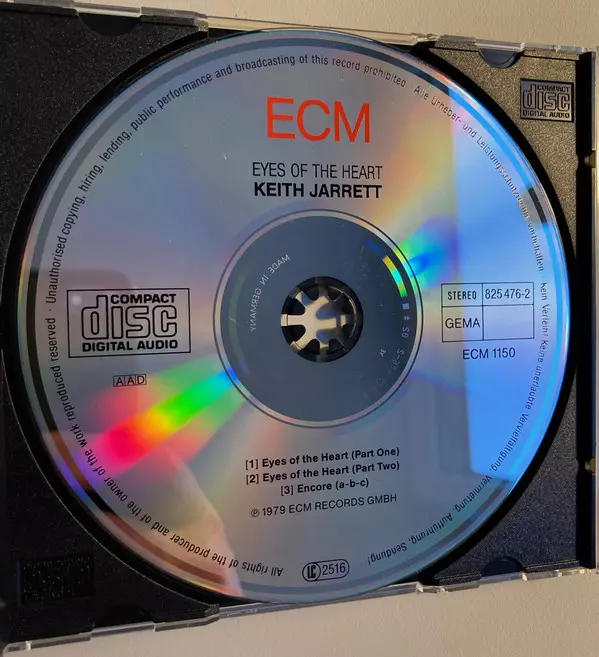 ECM
EYES OF THE HEART
KEITH JARRETT
COMPACT
disc
DIGITAL AUDIO
AAD
STEREO 825 476-2
GEMA
ECM 1150
MADE IN GERMANY
[1] Eyes of the Heart (Part One)
[2] Eyes of the Heart (Part Two)
[3] Encore (a-b-c)
℗ 1979 ECM RECORDS GMBH
LC 2516
All rights of the producer and of the owner of the work reproduced reserved · Unauthorised copying, hiring, lending, public performance and broadcasting of this record prohibited · Alle Urheber- und Leistungsschutzrechte vorbehalten · Kein Verleih! Keine unerlaubte Vervielfältigung, Vermietung, Aufführung, Sendung!
COMPACT
disc
DIGITAL AUDIO